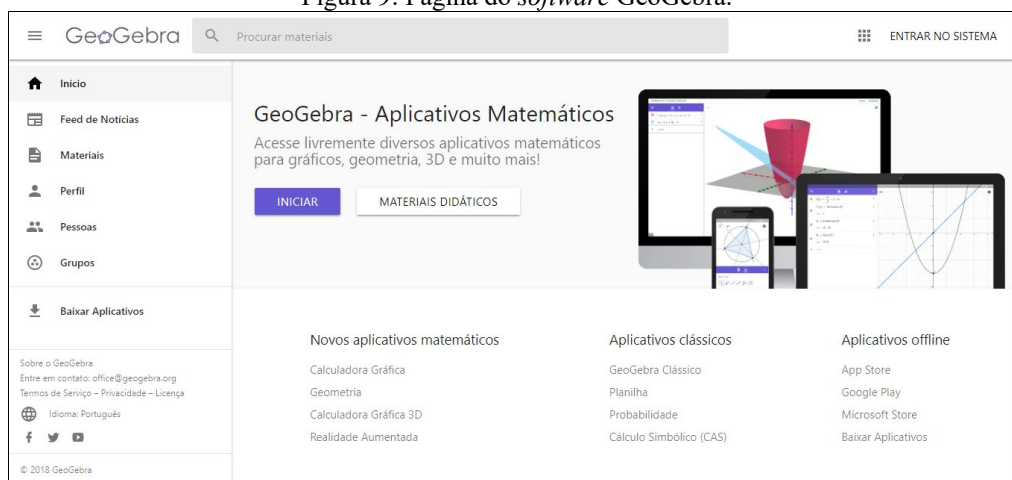 Figura 9: Página do software GeoGebra.
GeoGebra
Procurar materiais
ENTRAR NO SISTEMA
Início
Feed de Notícias
Materiais
Perfil
Pessoas
Grupos
Baixar Aplicativos
Sobre o GeoGebra
Entre em contato: office@geogebra.org
Termos de Serviço – Privacidade – Licença
Idioma: Português
© 2018 GeoGebra
GeoGebra - Aplicativos Matemáticos
Acesse livremente diversos aplicativos matemáticos
para gráficos, geometria, 3D e muito mais!
INICIAR
MATERIAIS DIDÁTICOS
Novos aplicativos matemáticos
Calculadora Gráfica
Geometria
Calculadora Gráfica 3D
Realidade Aumentada
Aplicativos clássicos
GeoGebra Clássico
Planilha
Probabilidade
Cálculo Simbólico (CAS)
Aplicativos offline
App Store
Google Play
Microsoft Store
Baixar Aplicativos